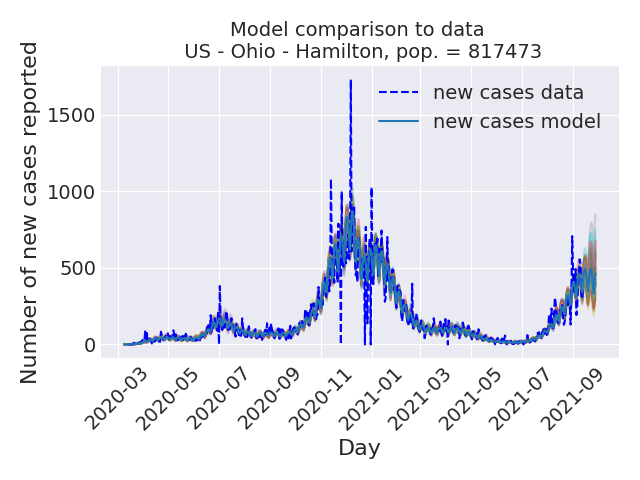 Model comparison to data
US - Ohio - Hamilton, pop. = 817473
Number of new cases reported
1500
1000
500
0
new cases data
new cases model
2020-03
2020-05
2020-07
2020-09
2020-11
2021-01
2021-03
2021-05
2021-07
2021-09
Day